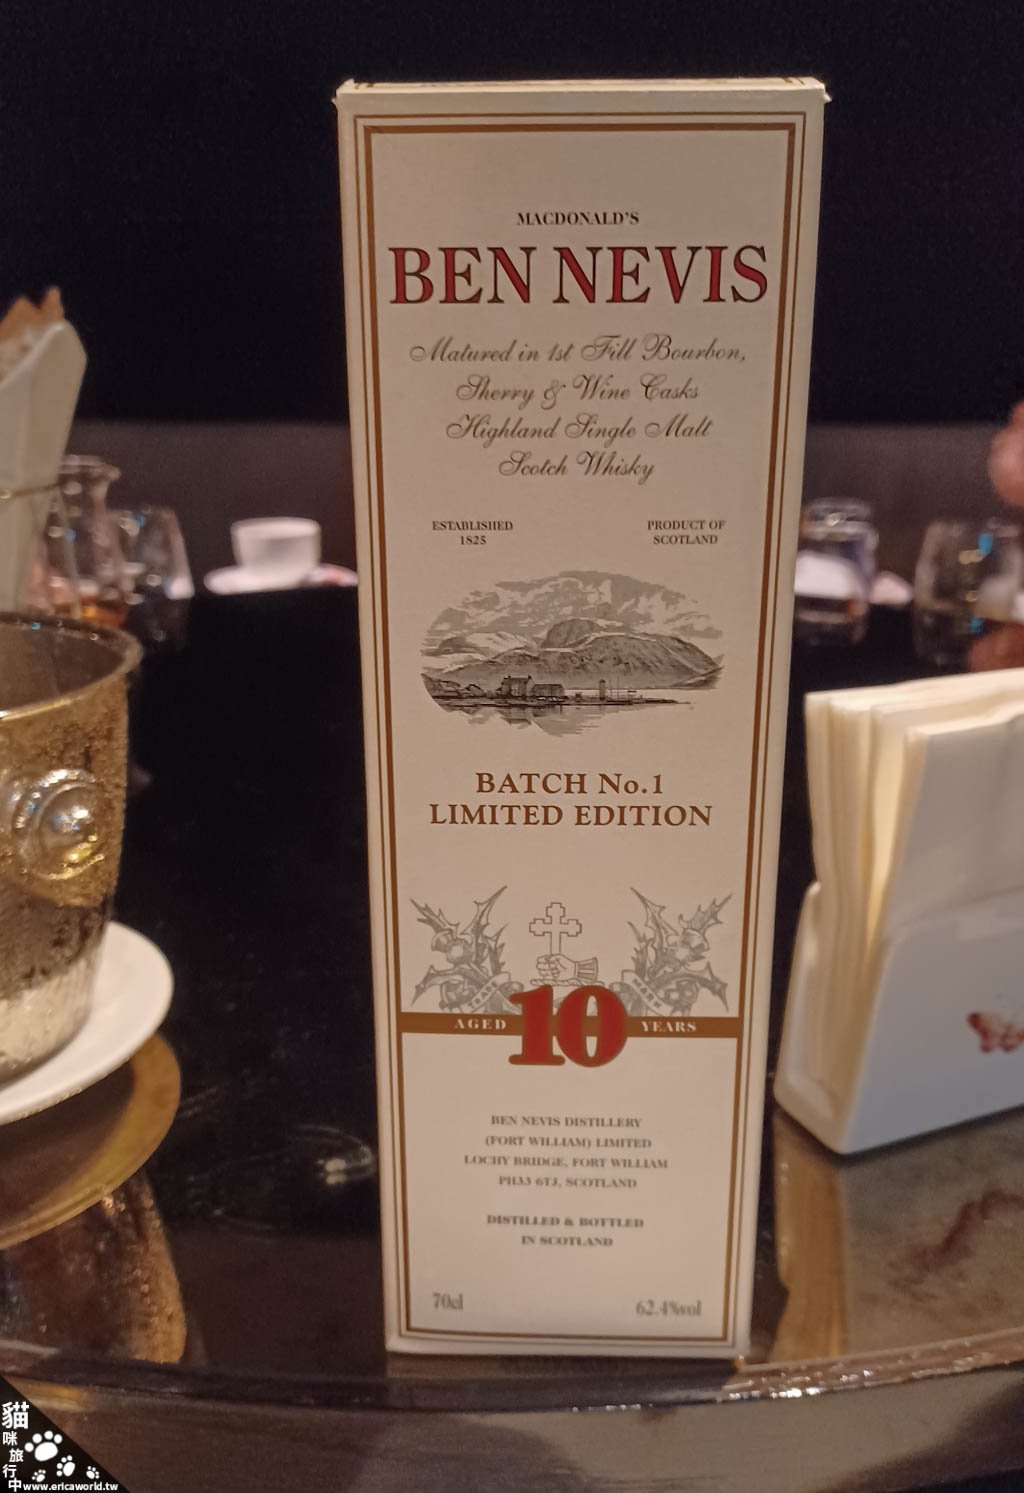 MACDONALD'S
BEN NEVIS
Matured in 1st Fill Bourbon,
Sherry & Wine Casks
Highland Single Malt
Scotch Whisky
ESTABLISHED
1825
PRODUCT OF
SCOTLAND
BATCH No.1
LIMITED EDITION
TRADE
MARK
AGED 10 YEARS
BEN NEVIS DISTILLERY
(FORT WILLIAM) LIMITED
LOCHY BRIDGE, FORT WILLIAM
PH33 6TJ, SCOTLAND
DISTILLED & BOTTLED
IN SCOTLAND
70cl
62.4%vol
貓咪旅行中
www.ericaworld.tw